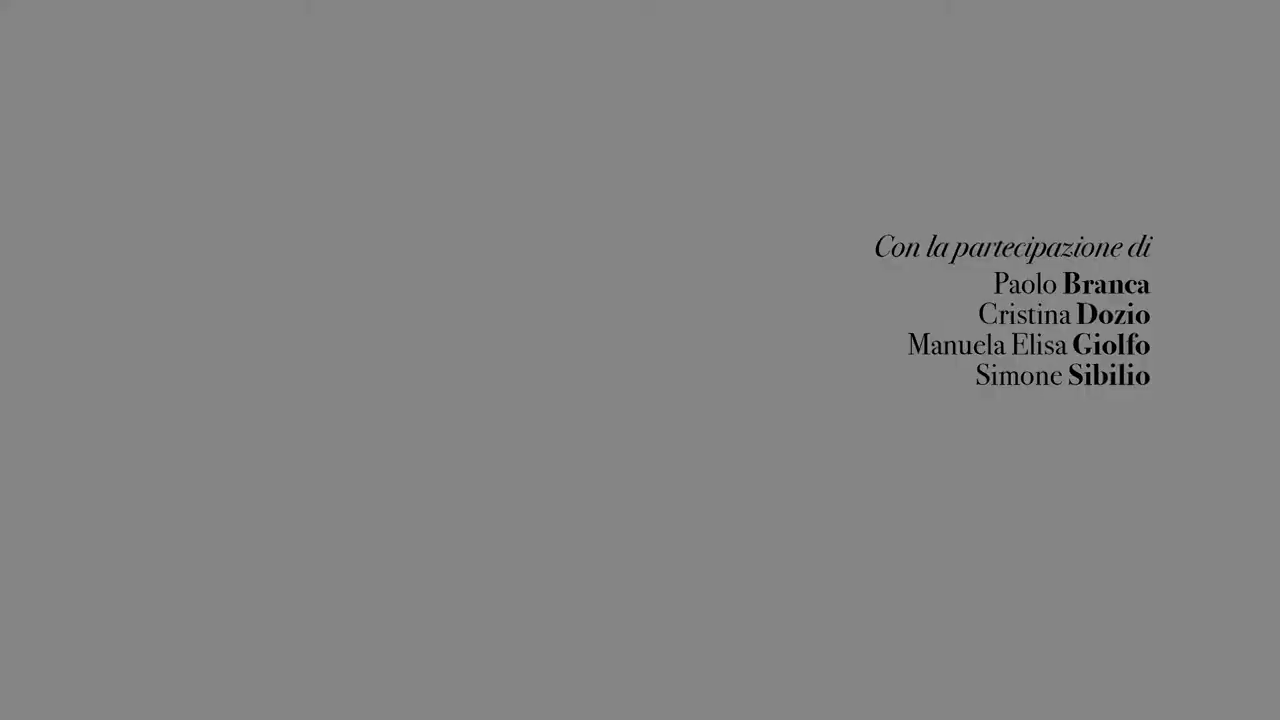 Con la partecipazione di
Paolo Branca
Cristina Dozio
Manuela Elisa Giolfo
Simone Sibilio